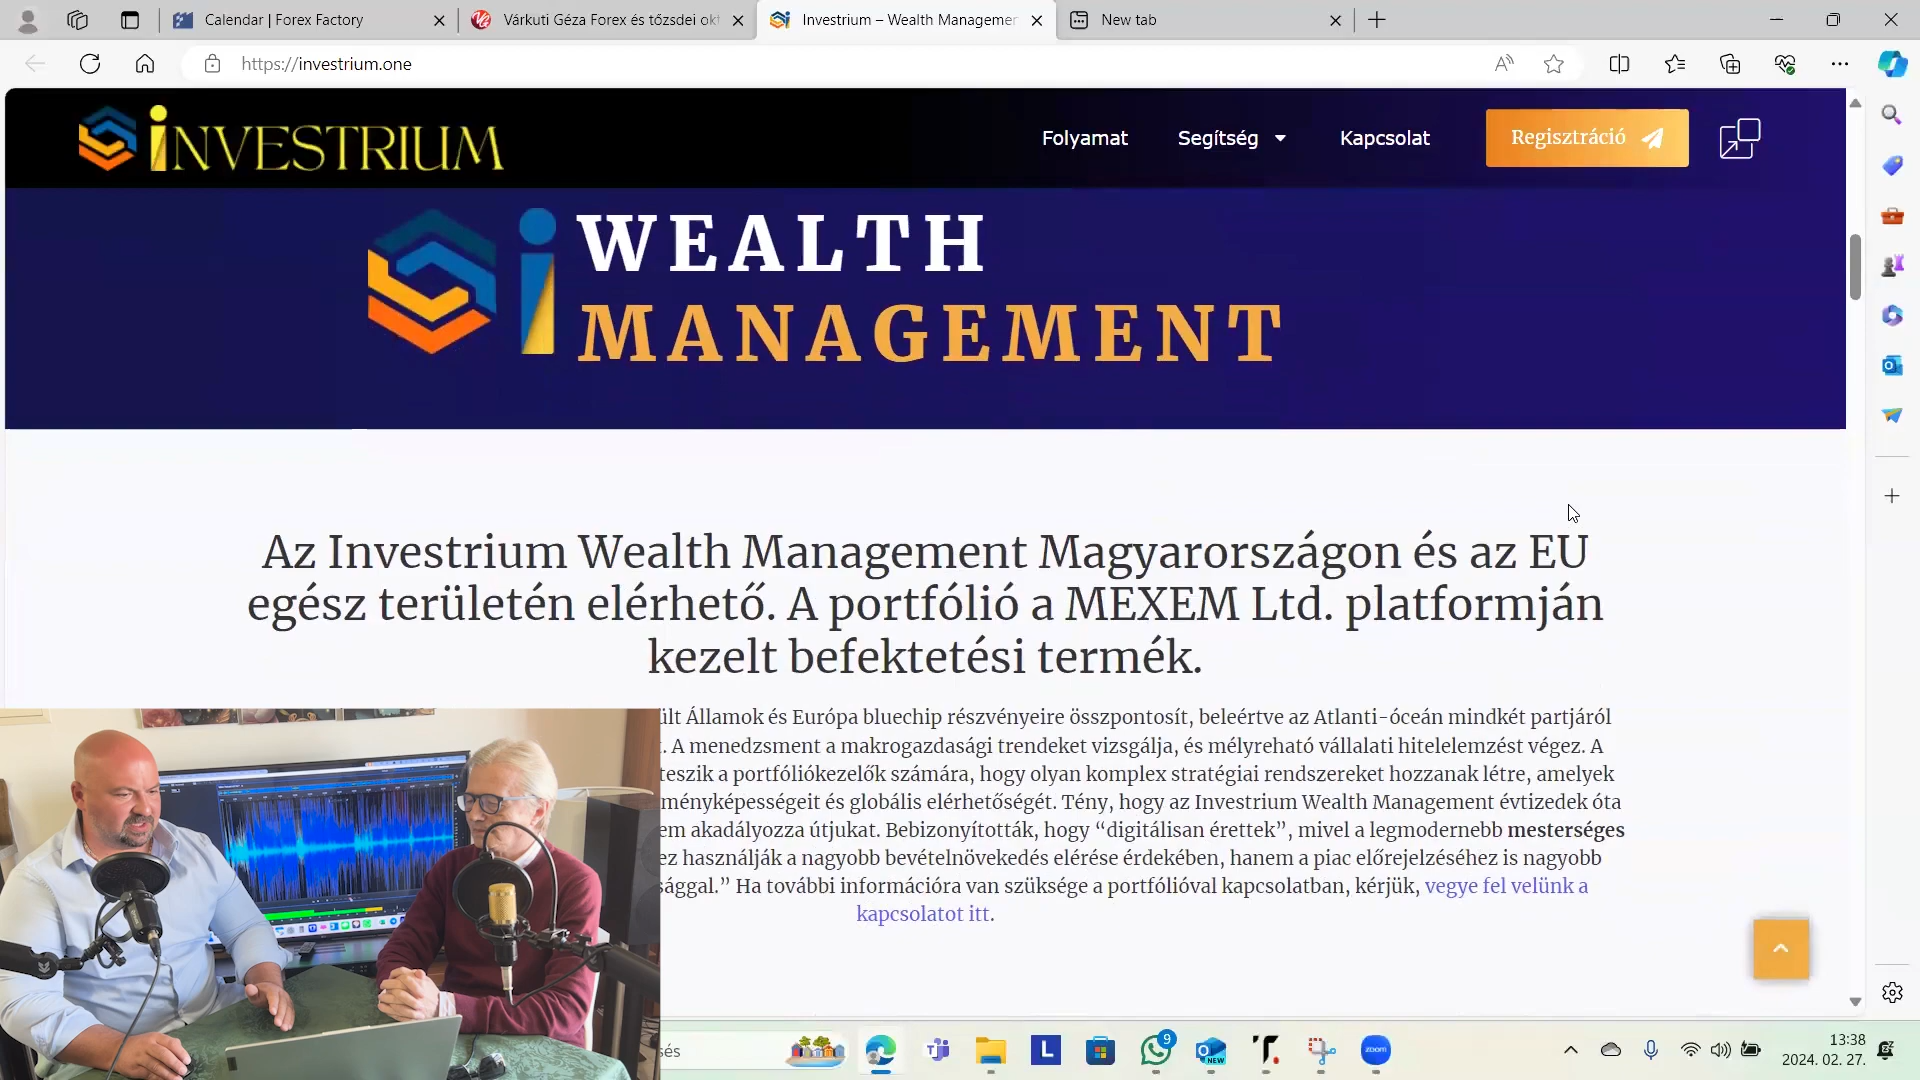 Calendar | Forex Factory
Várkuti Géza Forex és tőzsdei okt
Investrium – Wealth Managemen
New tab
https://investrium.one
INVESTRIUM
Folyamat
Segítség
Kapcsolat
Regisztráció
WEALTH
MANAGEMENT
Az Investrium Wealth Management Magyarországon és az EU
egész területén elérhető. A portfólió a MEXEM Ltd. platformján
kezelt befektetési termék.
ült Államok és Európa bluechip részvényeire összpontosít, beleértve az Atlanti-óceán mindkét partjáról
. A menedzsment a makrogazdasági trendeket vizsgálja, és mélyreható vállalati hitelelemzést végez. A
teszik a portfóliókezelők számára, hogy olyan komplex stratégiai rendszereket hozzanak létre, amelyek
ményképességeit és globális elérhetőségét. Tény, hogy az Investrium Wealth Management évtizedek óta
em akadályozza útjukat. Bebizonyították, hogy “digitálisan érettek”, mivel a legmodernebb mesterséges
ez használják a nagyobb bevételnövekedés elérése érdekében, hanem a piac előrejelzéséhez is nagyobb
sággal.” Ha további információra van szüksége a portfólióval kapcsolatban, kérjük, vegye fel velünk a
kapcsolatot itt.
és
9
NEW
zoom
13:38
2024. 02. 27.